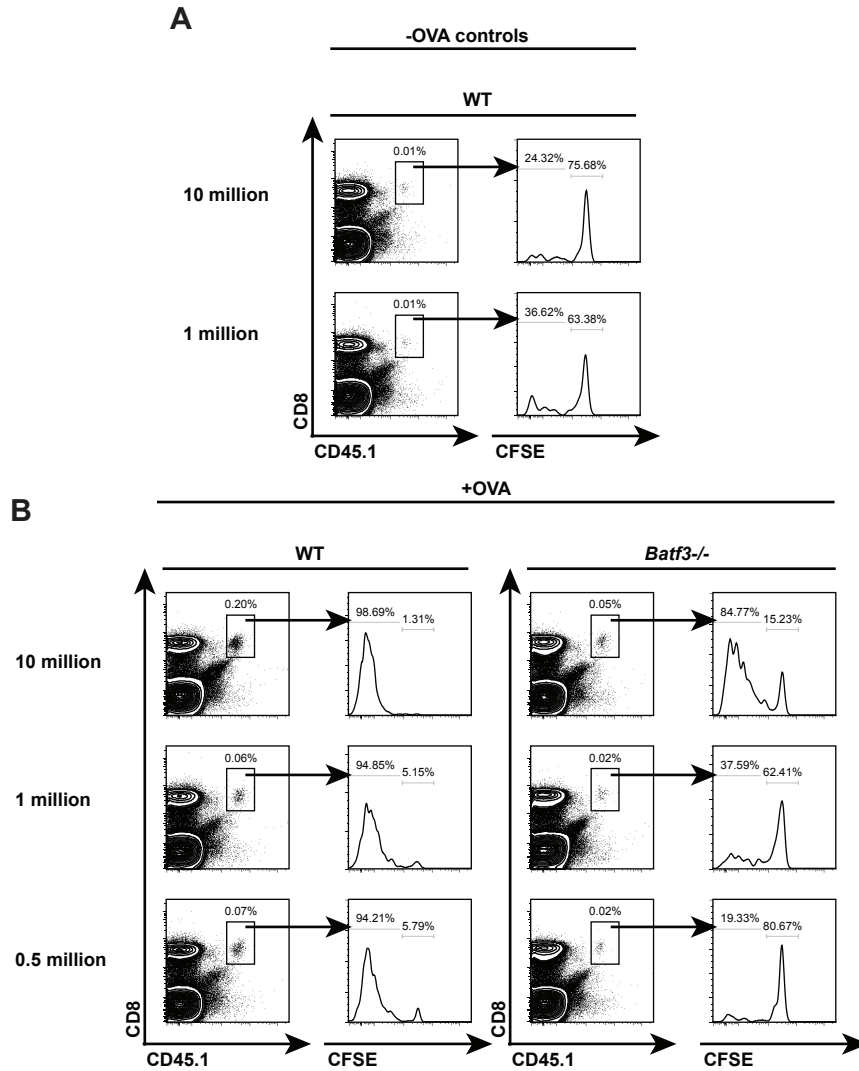 A
-OVA controls
WT
0.01%
24.32% 75.68%
10 million
0.01%
36.62% 63.38%
1 million
CD8
CD45.1 CFSE
+OVA
B
WT Batf3-/-
0.20% 98.69% 1.31% 0.05% 84.77% 15.23%
10 million
0.06% 94.85% 5.15% 0.02% 37.59% 62.41%
1 million
0.07% 94.21% 5.79% 0.02% 19.33% 80.67%
0.5 million
CD8 CD8
CD45.1 CFSE CD45.1 CFSE